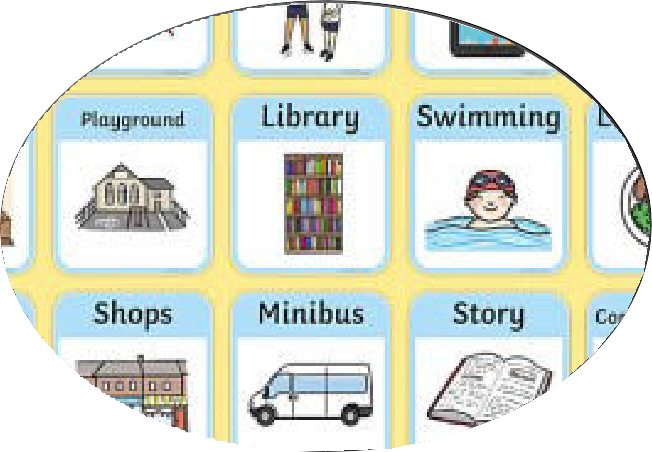 Playground
Library
Swimming
Shops
Minibus
Story